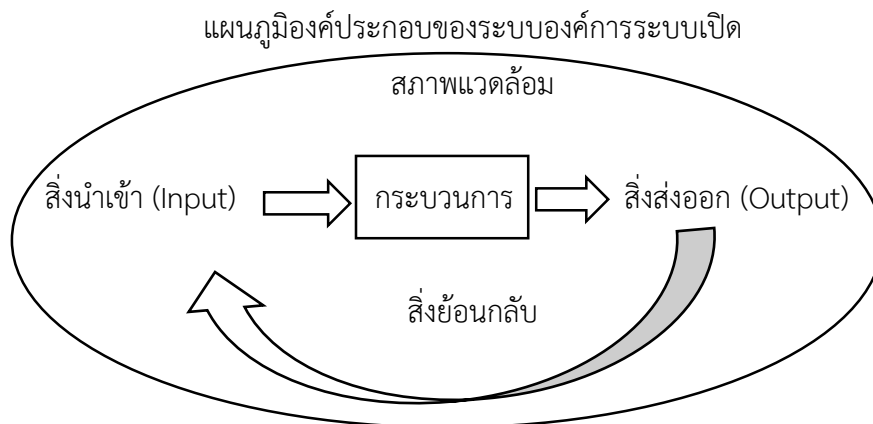 แผนภูมิองค์ประกอบของระบบองค์การระบบเปิด
สภาพแวดล้อม
สิ่งนำเข้า (Input) กระบวนการ สิ่งส่งออก (Output)
สิ่งย้อนกลับ